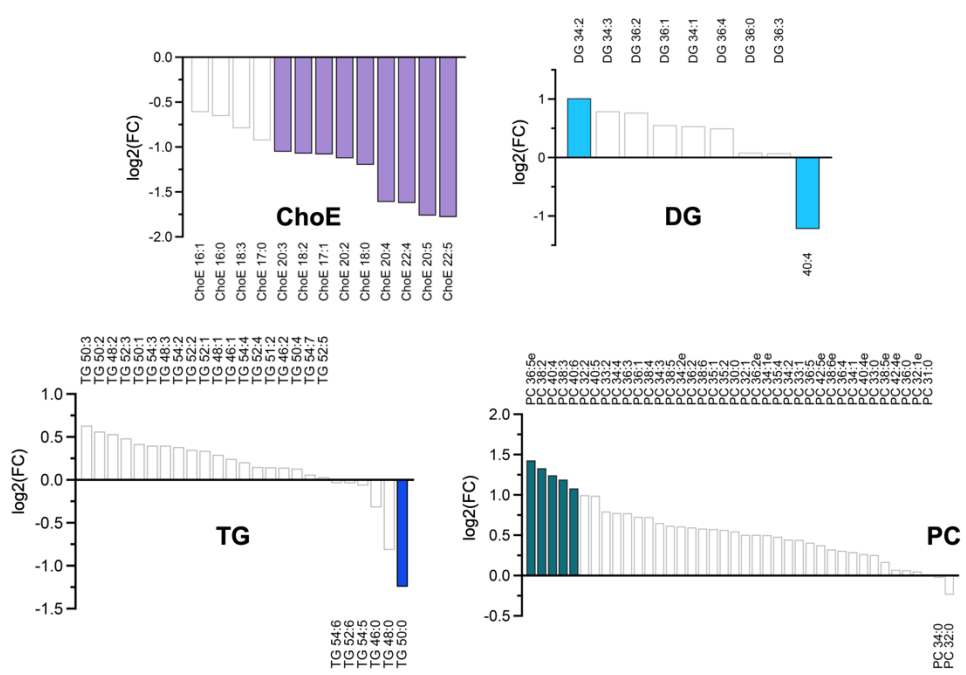 0.0
-0.5
-1.0
-1.5
-2.0
log2(FC)
ChoE
ChoE 16:1
ChoE 16:0
ChoE 18:3
ChoE 17:0
ChoE 20:3
ChoE 18:2
ChoE 17:1
ChoE 20:2
ChoE 18:0
ChoE 20:4
ChoE 22:4
ChoE 20:5
ChoE 22:5
DG 34:2
DG 34:3
DG 36:2
DG 36:1
DG 34:1
DG 36:4
DG 36:0
DG 36:3
1
0
-1
log2(FC)
DG
40:4
TG 50:3
TG 50:2
TG 48:2
TG 52:3
TG 50:1
TG 54:3
TG 48:3
TG 54:2
TG 52:2
TG 52:1
TG 48:1
TG 46:1
TG 54:4
TG 52:4
TG 51:2
TG 46:2
TG 50:4
TG 54:7
TG 52:5
1.0
0.5
0.0
-0.5
-1.0
-1.5
log2(FC)
TG
TG 54:6
TG 52:6
TG 54:5
TG 46:0
TG 48:0
TG 50:0
PC 36:5e
PC 38:2
PC 40:4
PC 38:3
PC 40:6
PC 32:2
PC 40:5
PC 33:2
PC 34:4
PC 36:3
PC 36:1
PC 38:4
PC 34:3
PC 38:5
PC 34:2e
PC 36:2
PC 38:6
PC 35:1
PC 35:2
PC 30:0
PC 32:1
PC 36:2e
PC 34:1e
PC 35:4
PC 34:2
PC 33:1
PC 36:5
PC 42:5e
PC 38:6e
PC 36:4
PC 34:1
PC 40:4e
PC 33:0
PC 38:5e
PC 42:4e
PC 36:0
PC 32:1e
PC 31:0
2.0
1.5
1.0
0.5
0.0
-0.5
log2(FC)
PC
PC 34:0
PC 32:0